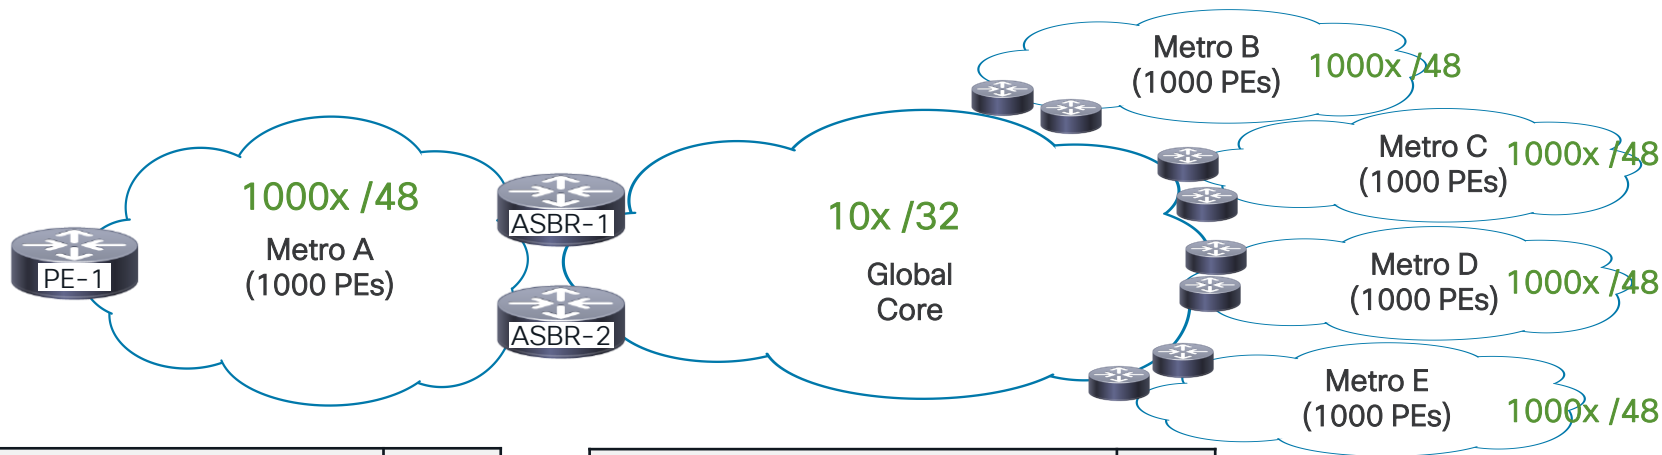 1000x /48
Metro A
(1000 PEs)
PE-1
ASBR-1
ASBR-2
10x /32
Global
Core
Metro B
(1000 PEs)
1000x /48
Metro C
(1000 PEs)
1000x /48
Metro D
(1000 PEs)
1000x /48
Metro E
(1000 PEs)
1000x /48